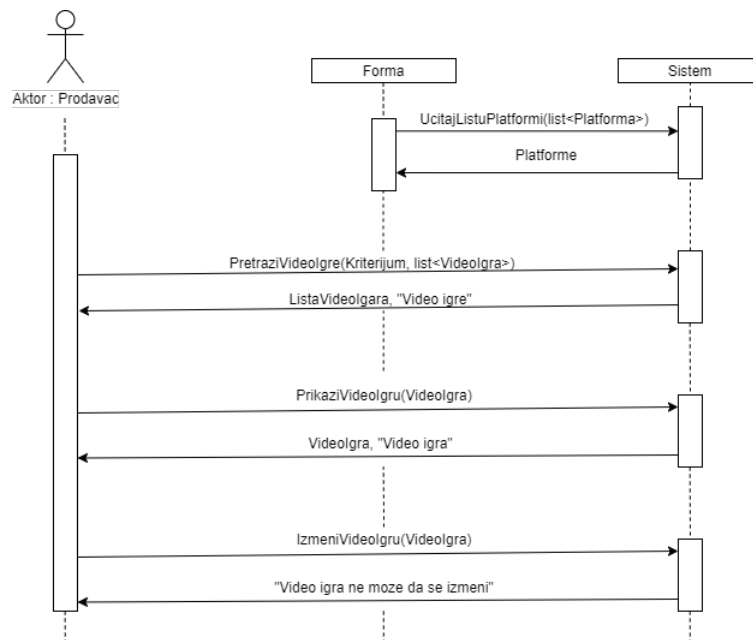 Forma
Sistem
Aktor : Prodavac
UcitajListuPlatformi(list<Platforma>)
Platforme
PretraziVideoIgre(Kriterijum, list<VideoIgra>)
ListaVideoIgara, "Video igre"
PrikaziVideoIgru(VideoIgra)
VideoIgra, "Video igra"
IzmeniVideoIgru(VideoIgra)
"Video igra ne moze da se izmeni"